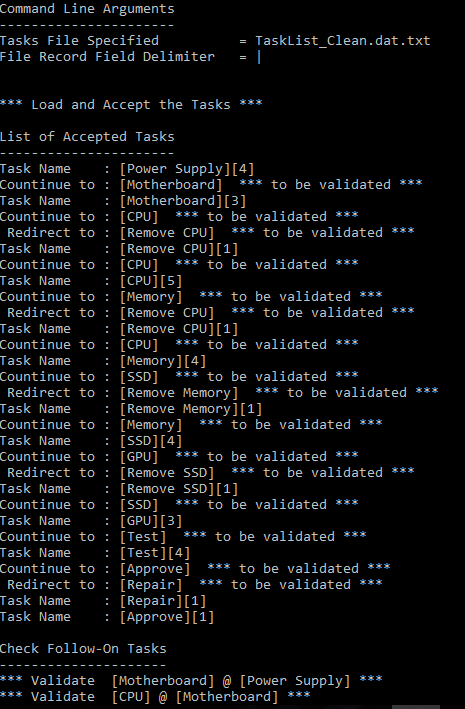 Command Line Arguments
----------------------
Tasks File Specified          = TaskList_Clean.dat.txt
File Record Field Delimiter   = |
*** Load and Accept the Tasks ***
List of Accepted Tasks
----------------------
Task Name    : [Power Supply][4]
Countinue to : [Motherboard]  *** to be validated ***
Task Name    : [Motherboard][3]
Countinue to : [CPU]  *** to be validated ***
 Redirect to : [Remove CPU]  *** to be validated ***
Task Name    : [Remove CPU][1]
Countinue to : [CPU]  *** to be validated ***
Task Name    : [CPU][5]
Countinue to : [Memory]  *** to be validated ***
 Redirect to : [Remove CPU]  *** to be validated ***
Task Name    : [Remove CPU][1]
Countinue to : [CPU]  *** to be validated ***
Task Name    : [Memory][4]
Countinue to : [SSD]  *** to be validated ***
 Redirect to : [Remove Memory]  *** to be validated ***
Task Name    : [Remove Memory][1]
Countinue to : [Memory]  *** to be validated ***
Task Name    : [SSD][4]
Countinue to : [GPU]  *** to be validated ***
 Redirect to : [Remove SSD]  *** to be validated ***
Task Name    : [Remove SSD][1]
Countinue to : [SSD]  *** to be validated ***
Task Name    : [GPU][3]
Countinue to : [Test]  *** to be validated ***
Task Name    : [Test][4]
Countinue to : [Approve]  *** to be validated ***
 Redirect to : [Repair]  *** to be validated ***
Task Name    : [Repair][1]
Task Name    : [Approve][1]
Check Follow-On Tasks
---------------------
*** Validate  [Motherboard] @ [Power Supply] ***
*** Validate  [CPU] @ [Motherboard] ***